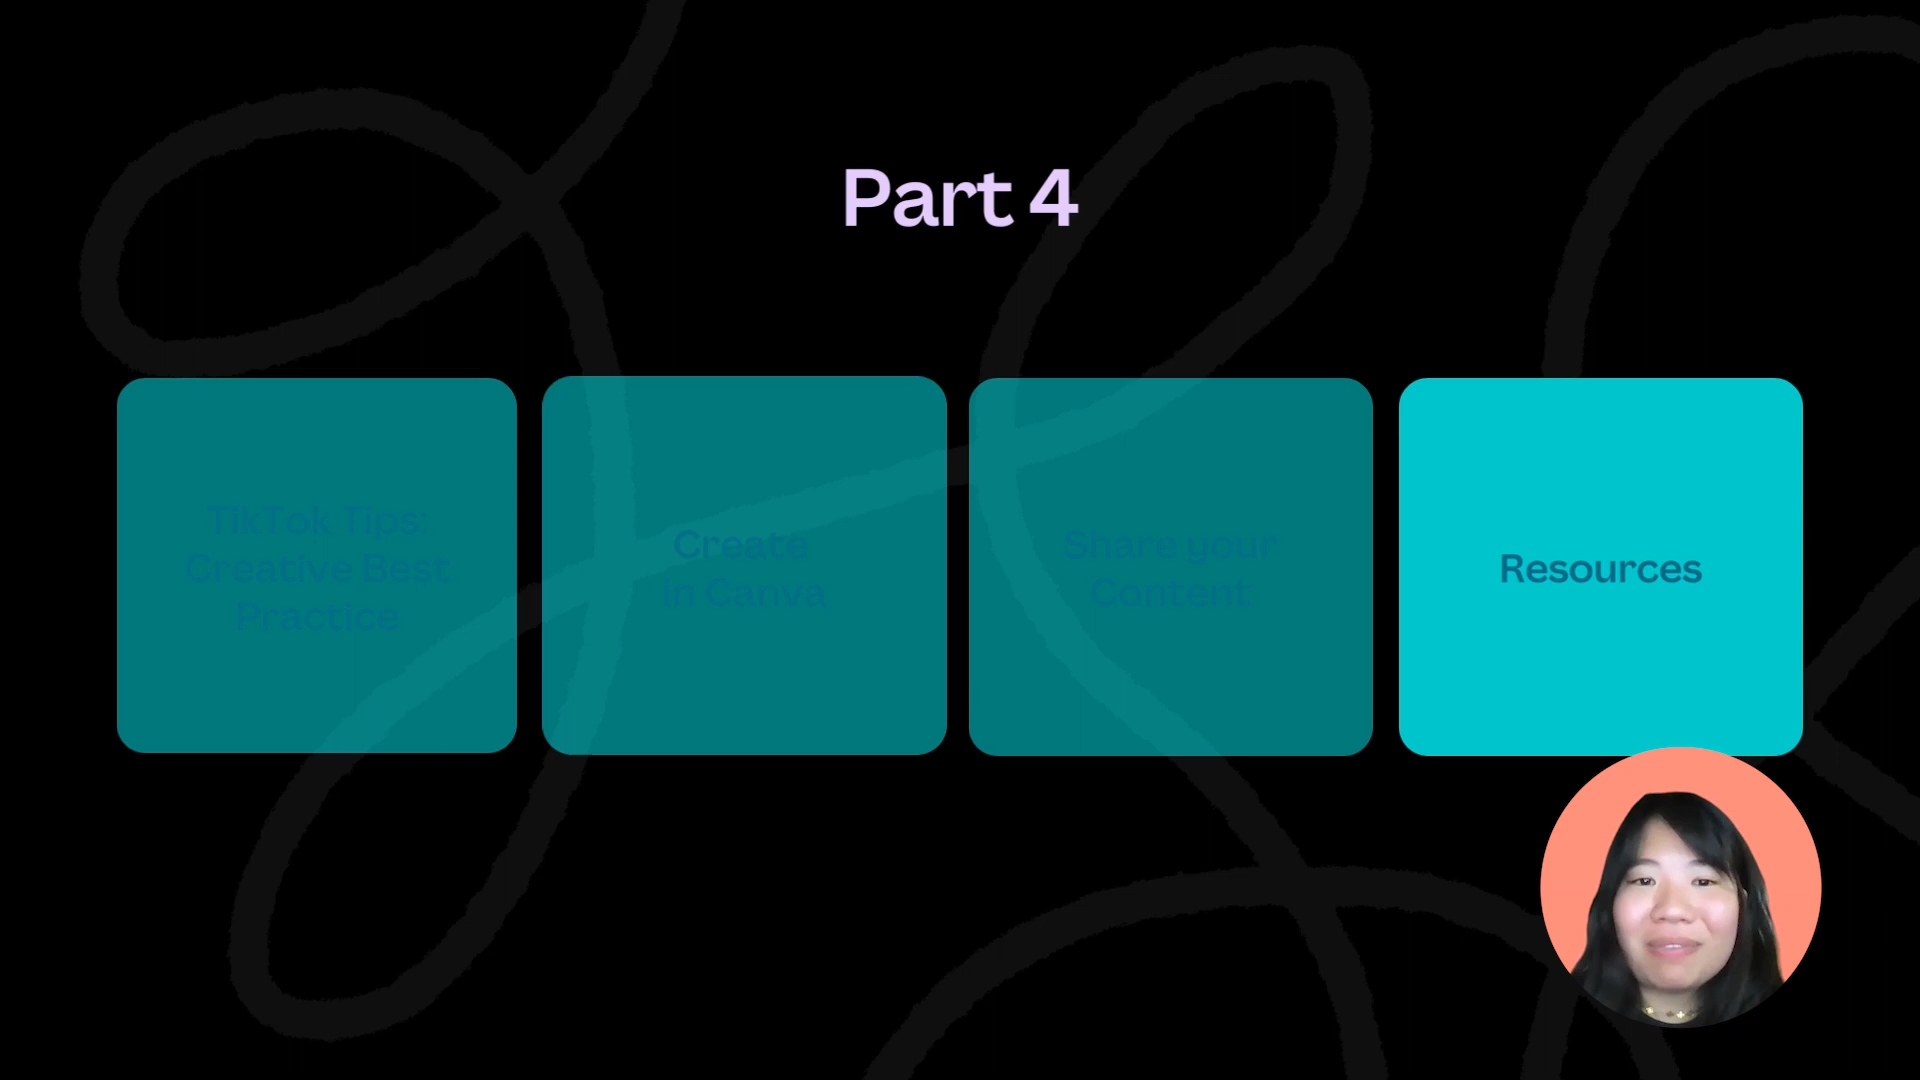 Part 4
TikTok Tips:
Creative Best
Practice
Create
in Canva
Share your
Content
Resources